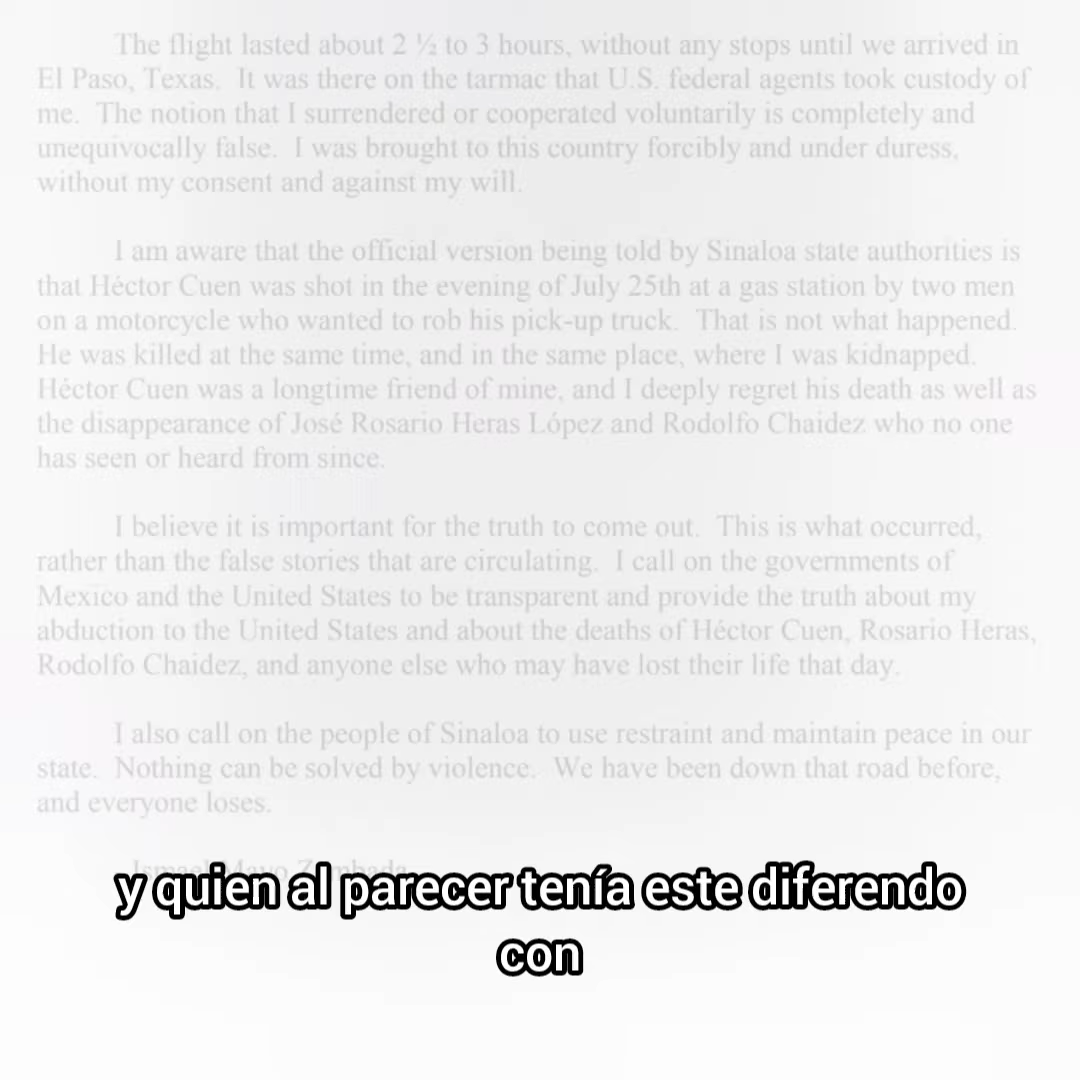 The flight lasted about 2 ½ to 3 hours, without any stops until we arrived in
El Paso, Texas. It was there on the tarmac that U.S. federal agents took custody of
me. The notion that I surrendered or cooperated voluntarily is completely and
unequivocally false. I was brought to this country forcibly and under duress,
without my consent and against my will.
I am aware that the official version being told by Sinaloa state authorities is
that Héctor Cuen was shot in the evening of July 25th at a gas station by two men
on a motorcycle who wanted to rob his pick-up truck. That is not what happened.
He was killed at the same time, and in the same place, where I was kidnapped.
Héctor Cuen was a longtime friend of mine, and I deeply regret his death as well as
the disappearance of José Rosario Heras López and Rodolfo Chaidez who no one
has seen or heard from since.
I believe it is important for the truth to come out. This is what occurred,
rather than the false stories that are circulating. I call on the governments of
Mexico and the United States to be transparent and provide the truth about my
abduction to the United States and about the deaths of Héctor Cuen, Rosario Heras,
Rodolfo Chaidez, and anyone else who may have lost their life that day.
I also call on the people of Sinaloa to use restraint and maintain peace in our
state. Nothing can be solved by violence. We have been down that road before,
and everyone loses.
Ismael Mayo Zambada
y quien al parecer tenía este diferendo
con